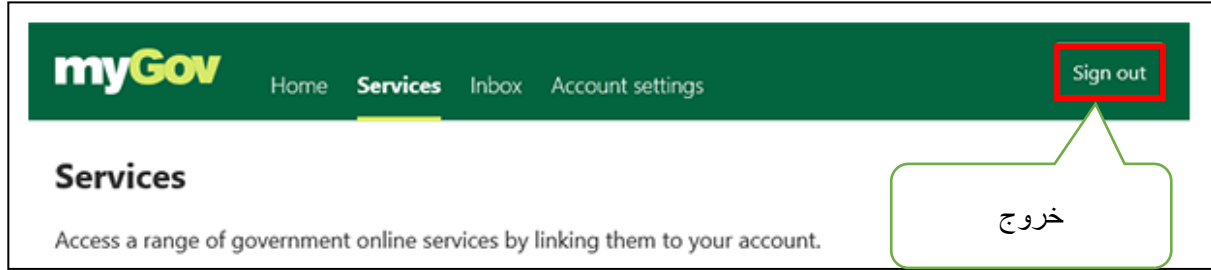 myGov Home Services Inbox Account settings Sign out
Services
خروج
Access a range of government online services by linking them to your account.